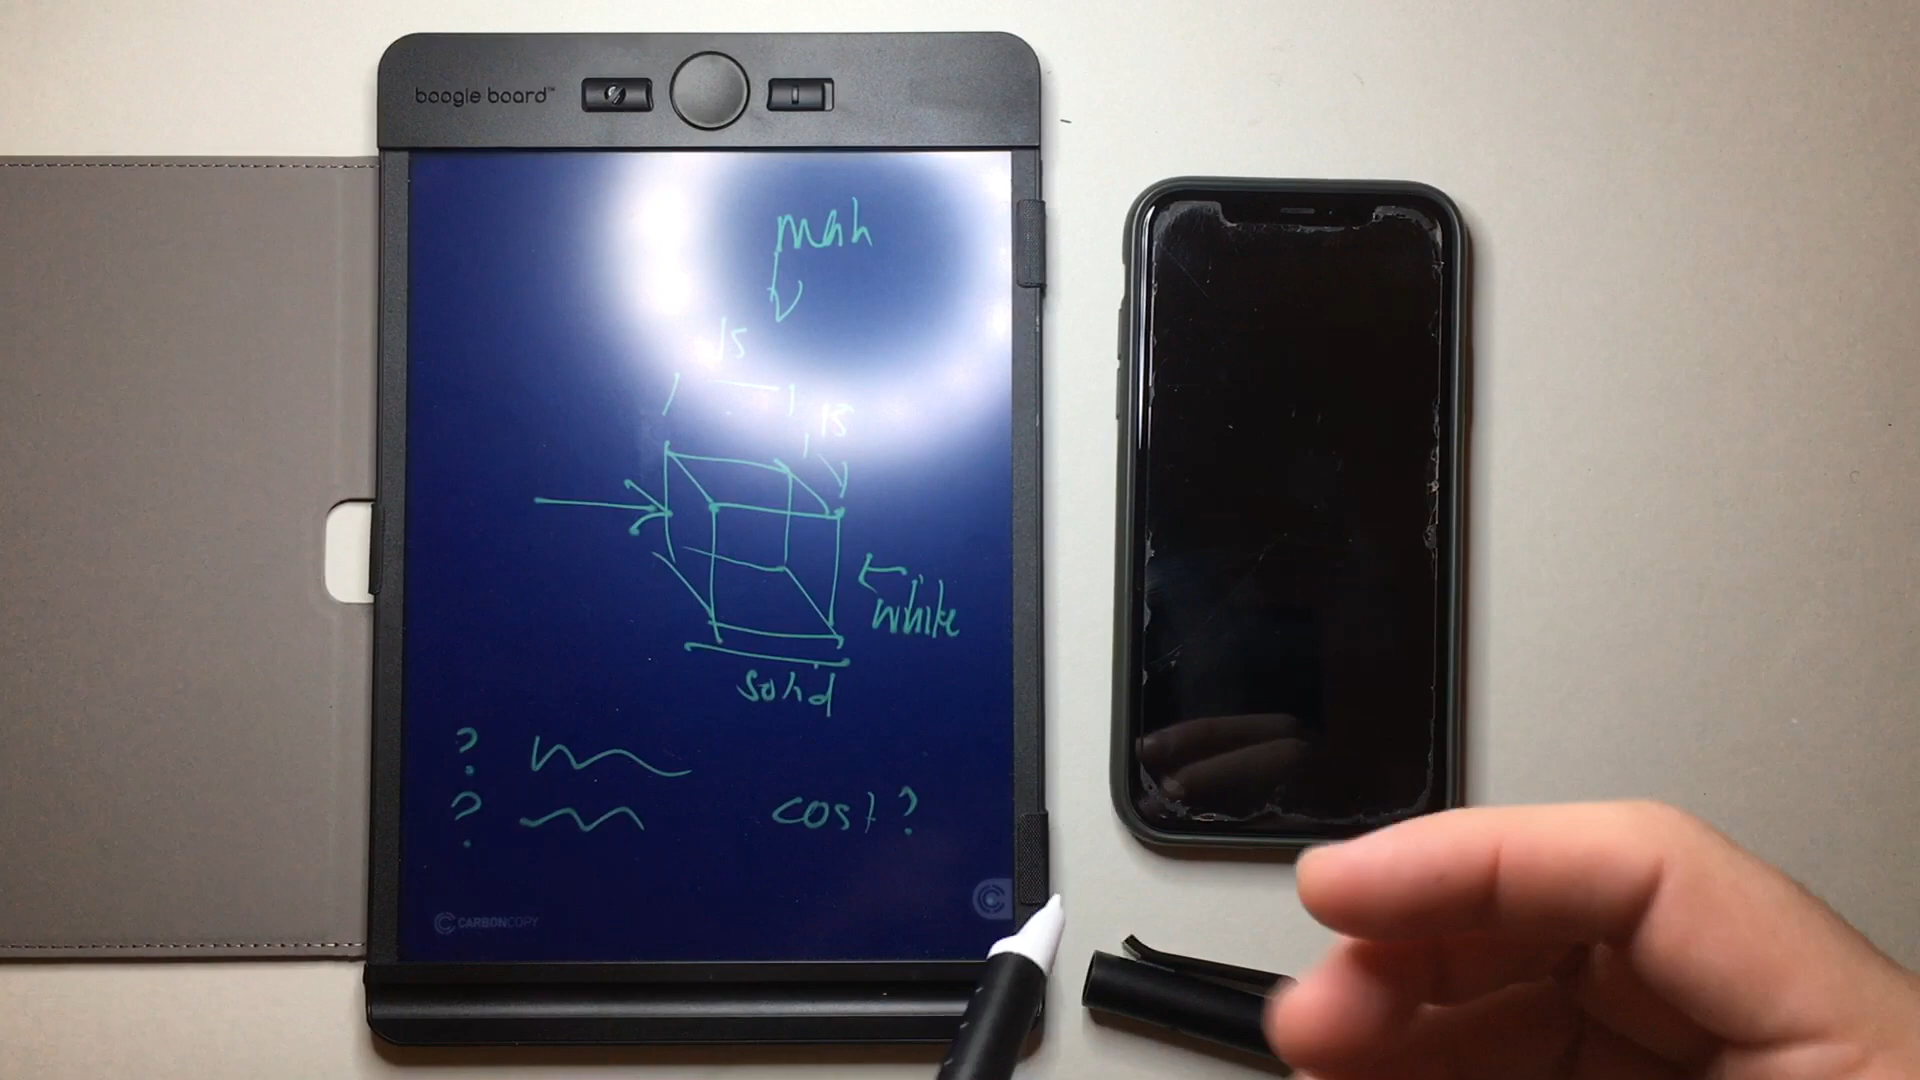 boogie board™
mah
15
15
white
solid
?
? cost?
CARBONCOPY